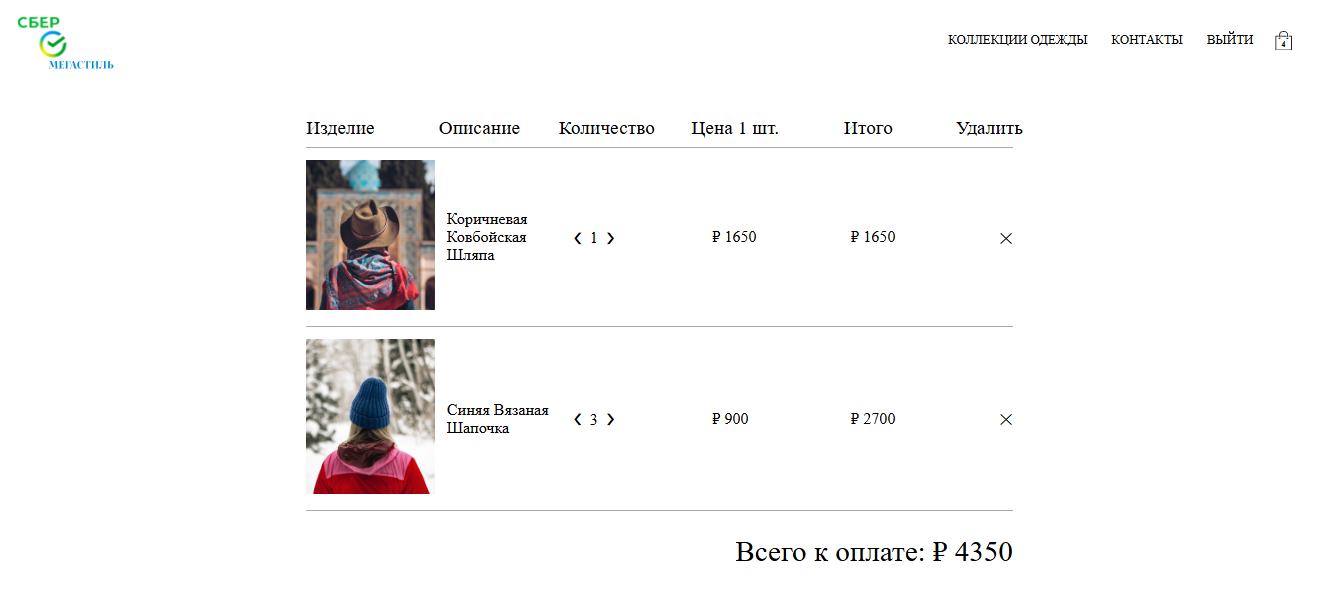 СБЕР
МЕГАСТИЛЬ
КОЛЛЕКЦИИ ОДЕЖДЫ КОНТАКТЫ ВЫЙТИ 4
Изделие Описание Количество Цена 1 шт. Итого Удалить
Коричневая
Ковбойская
Шляпа
❮ 1 ❯ ₽ 1650 ₽ 1650 ✕
Синяя Вязаная
Шапочка
❮ 3 ❯ ₽ 900 ₽ 2700 ✕
Всего к оплате: ₽ 4350